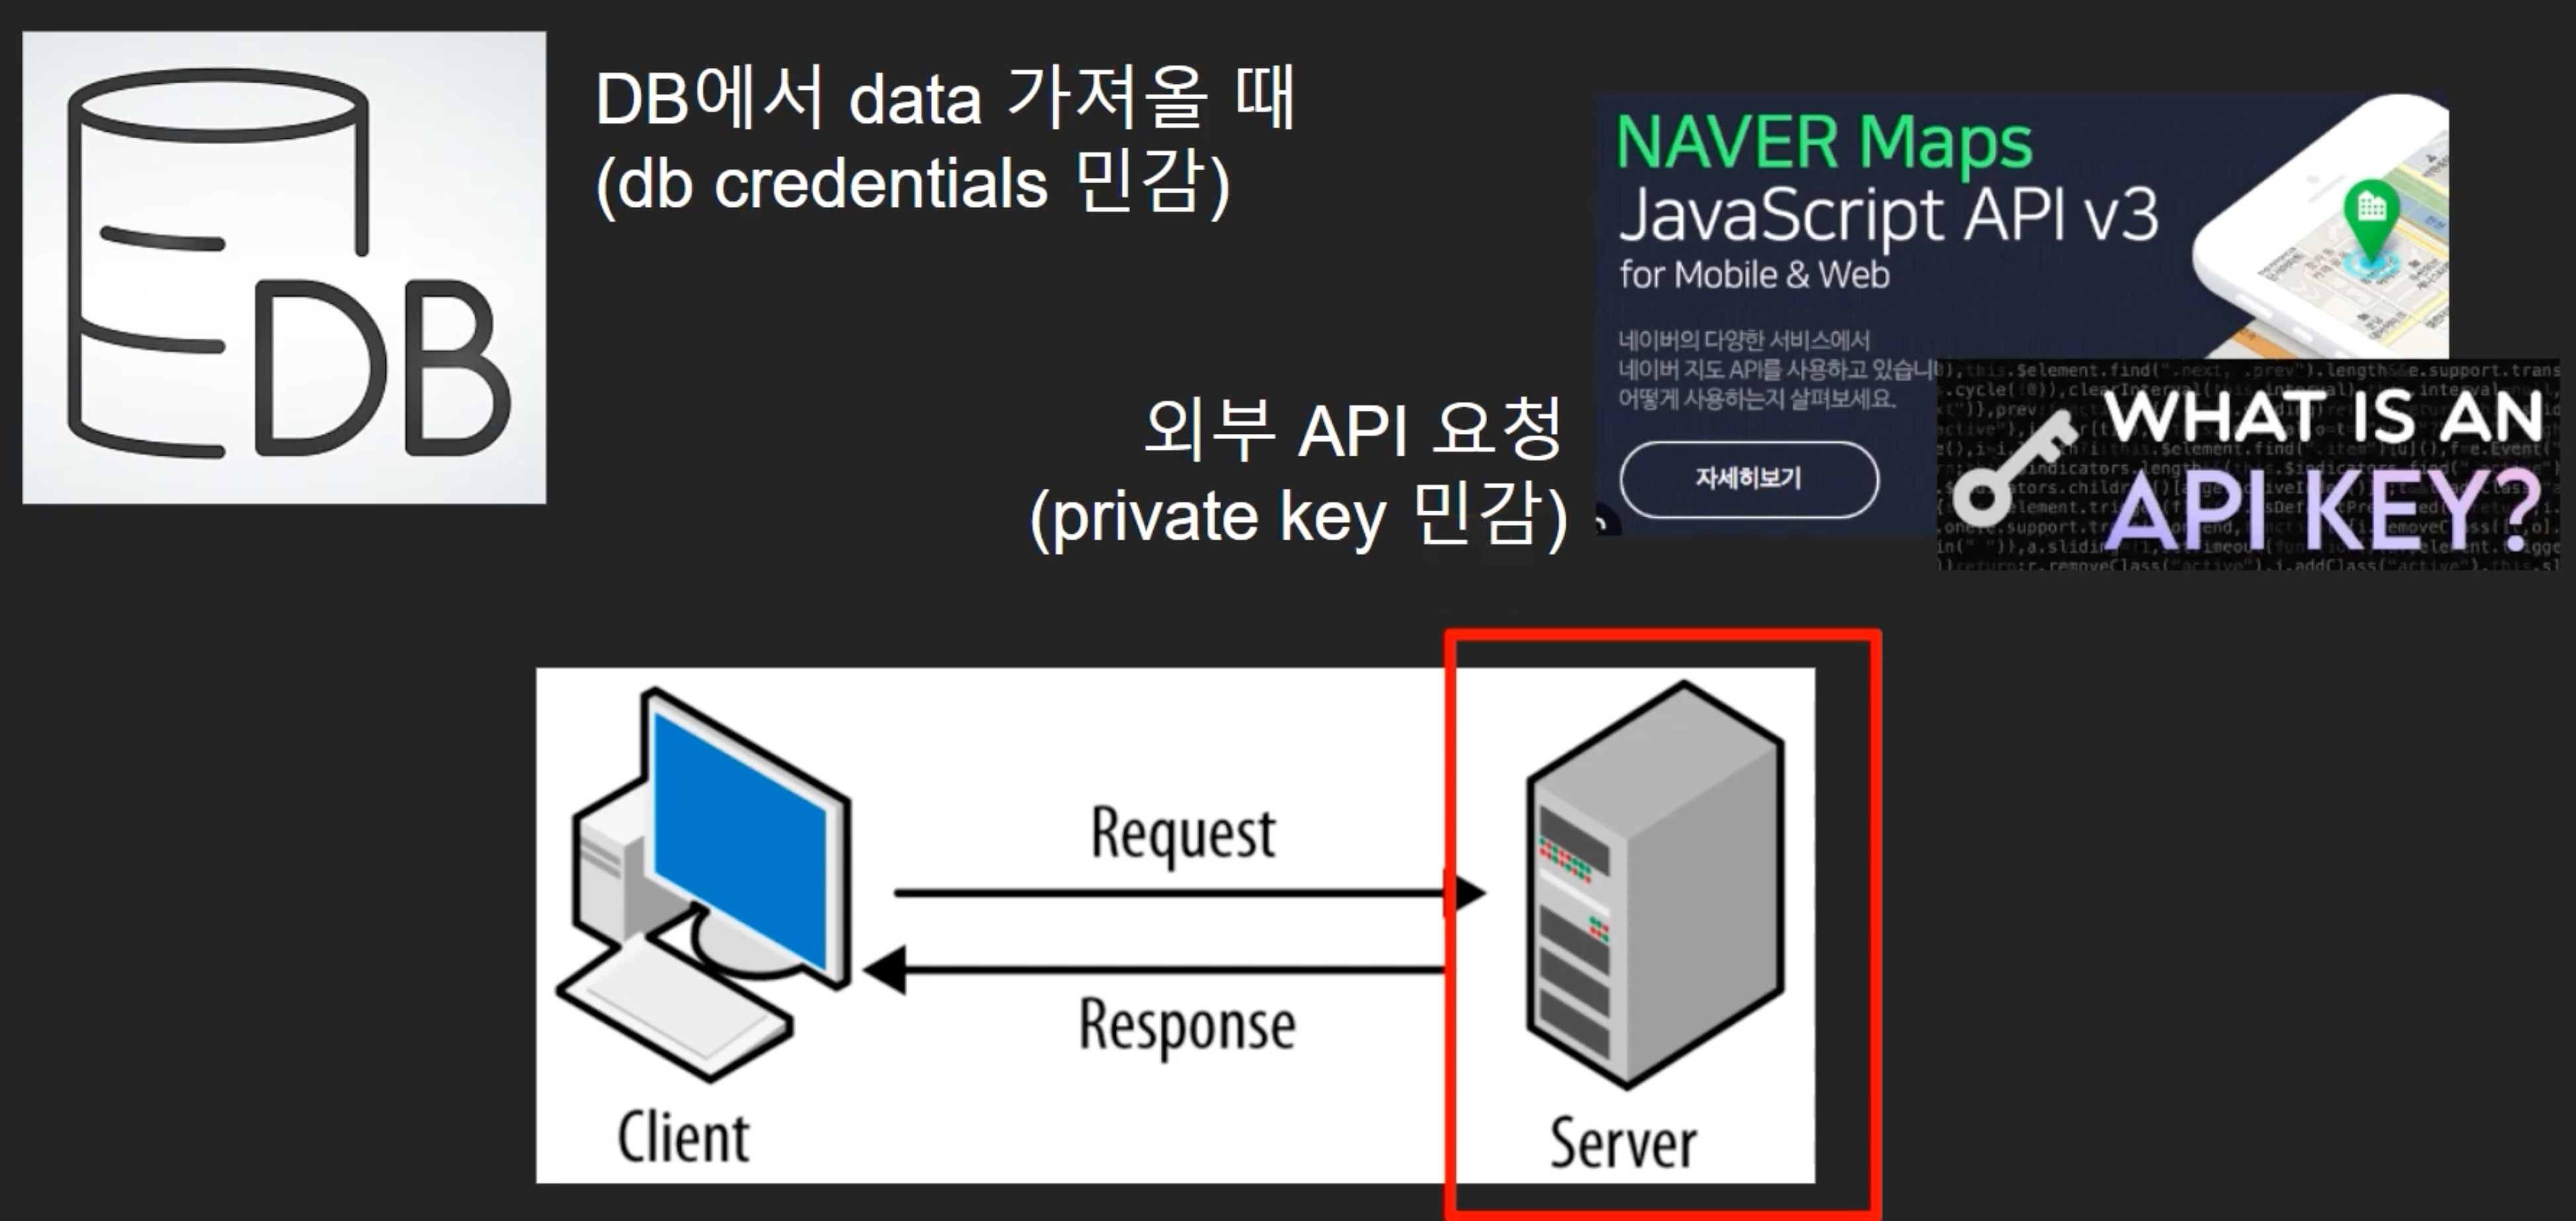 DB
DB에서 data 가져올 때
(db credentials 민감)
NAVER Maps
JavaScript API v3
for Mobile & Web
네이버의 다양한 서비스에서
네이버 지도 API를 사용하고 있습니
어떻게 사용하는지 살펴보세요.
자세히보기
WHAT IS AN
API KEY?
외부 API 요청
(private key 민감)
Request
Response
Client
Server